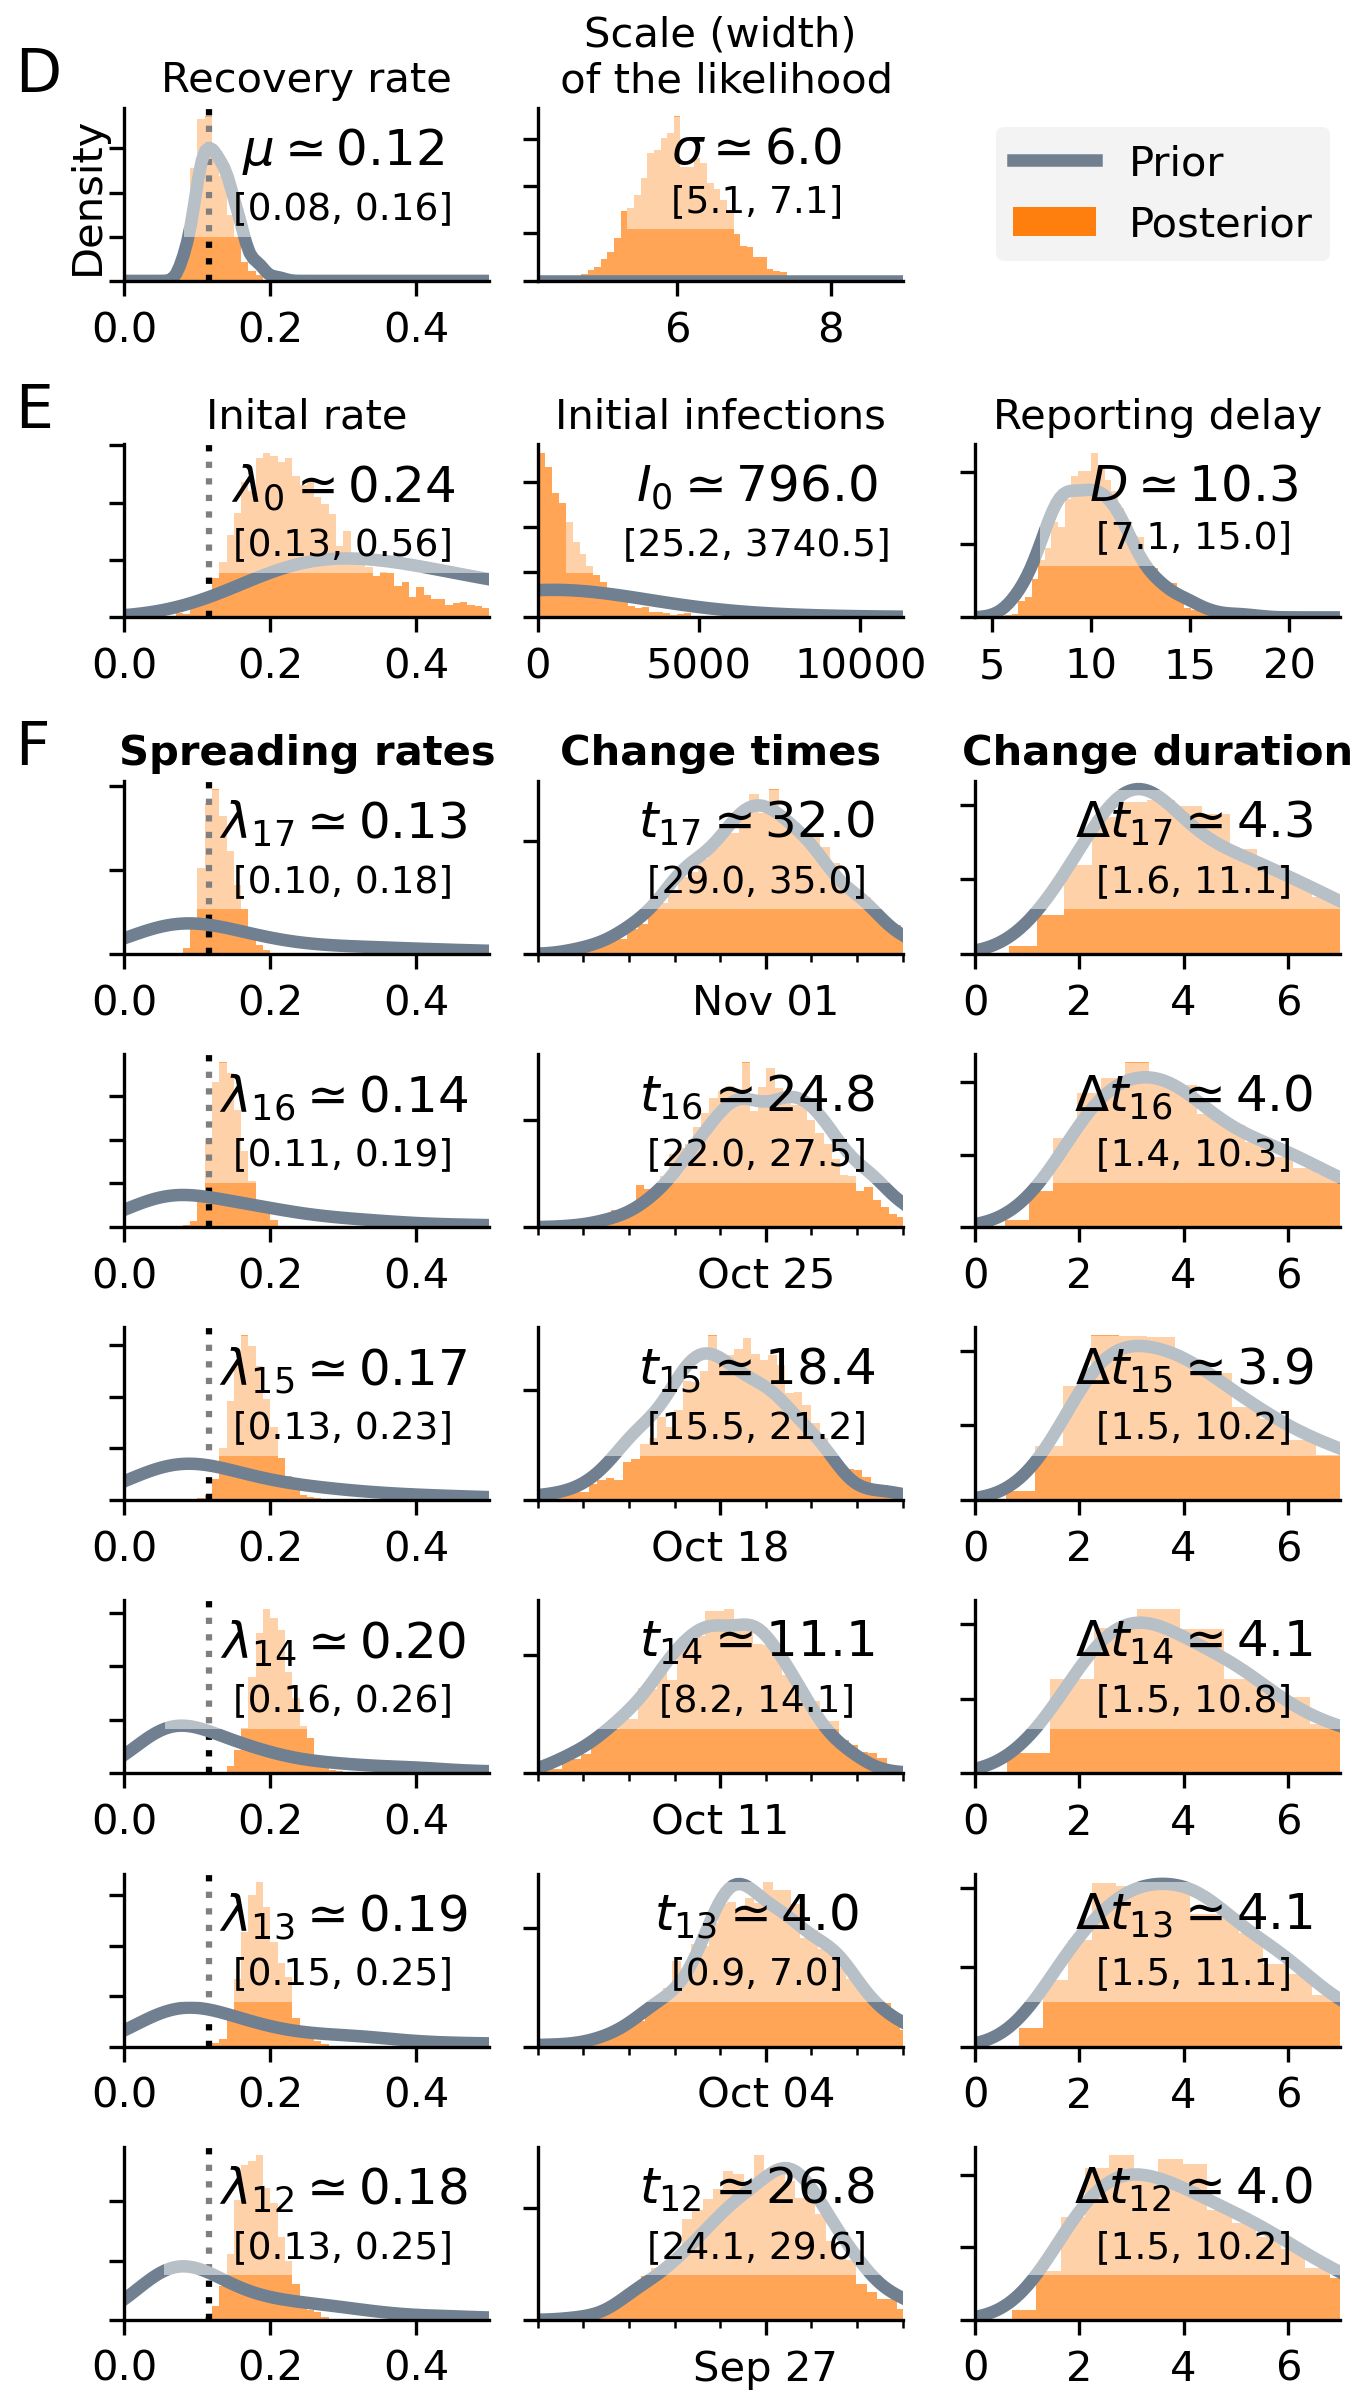 D
Recovery rate
Scale (width)
of the likelihood
Density
μ ≃ 0.12
[0.08, 0.16]
σ ≃ 6.0
[5.1, 7.1]
Prior
Posterior
0.0 0.2 0.4
6 8
E
Inital rate
Initial infections
Reporting delay
λ₀ ≃ 0.24
[0.13, 0.56]
I₀ ≃ 796.0
[25.2, 3740.5]
D ≃ 10.3
[7.1, 15.0]
0.0 0.2 0.4
0 5000 10000
5 10 15 20
F
Spreading rates
Change times
Change duration
λ₁₇ ≃ 0.13
[0.10, 0.18]
t₁₇ ≃ 32.0
[29.0, 35.0]
Δt₁₇ ≃ 4.3
[1.6, 11.1]
0.0 0.2 0.4
Nov 01
0 2 4 6
λ₁₆ ≃ 0.14
[0.11, 0.19]
t₁₆ ≃ 24.8
[22.0, 27.5]
Δt₁₆ ≃ 4.0
[1.4, 10.3]
0.0 0.2 0.4
Oct 25
0 2 4 6
λ₁₅ ≃ 0.17
[0.13, 0.23]
t₁₅ ≃ 18.4
[15.5, 21.2]
Δt₁₅ ≃ 3.9
[1.5, 10.2]
0.0 0.2 0.4
Oct 18
0 2 4 6
λ₁₄ ≃ 0.20
[0.16, 0.26]
t₁₄ ≃ 11.1
[8.2, 14.1]
Δt₁₄ ≃ 4.1
[1.5, 10.8]
0.0 0.2 0.4
Oct 11
0 2 4 6
λ₁₃ ≃ 0.19
[0.15, 0.25]
t₁₃ ≃ 4.0
[0.9, 7.0]
Δt₁₃ ≃ 4.1
[1.5, 11.1]
0.0 0.2 0.4
Oct 04
0 2 4 6
λ₁₂ ≃ 0.18
[0.13, 0.25]
t₁₂ ≃ 26.8
[24.1, 29.6]
Δt₁₂ ≃ 4.0
[1.5, 10.2]
0.0 0.2 0.4
Sep 27
0 2 4 6